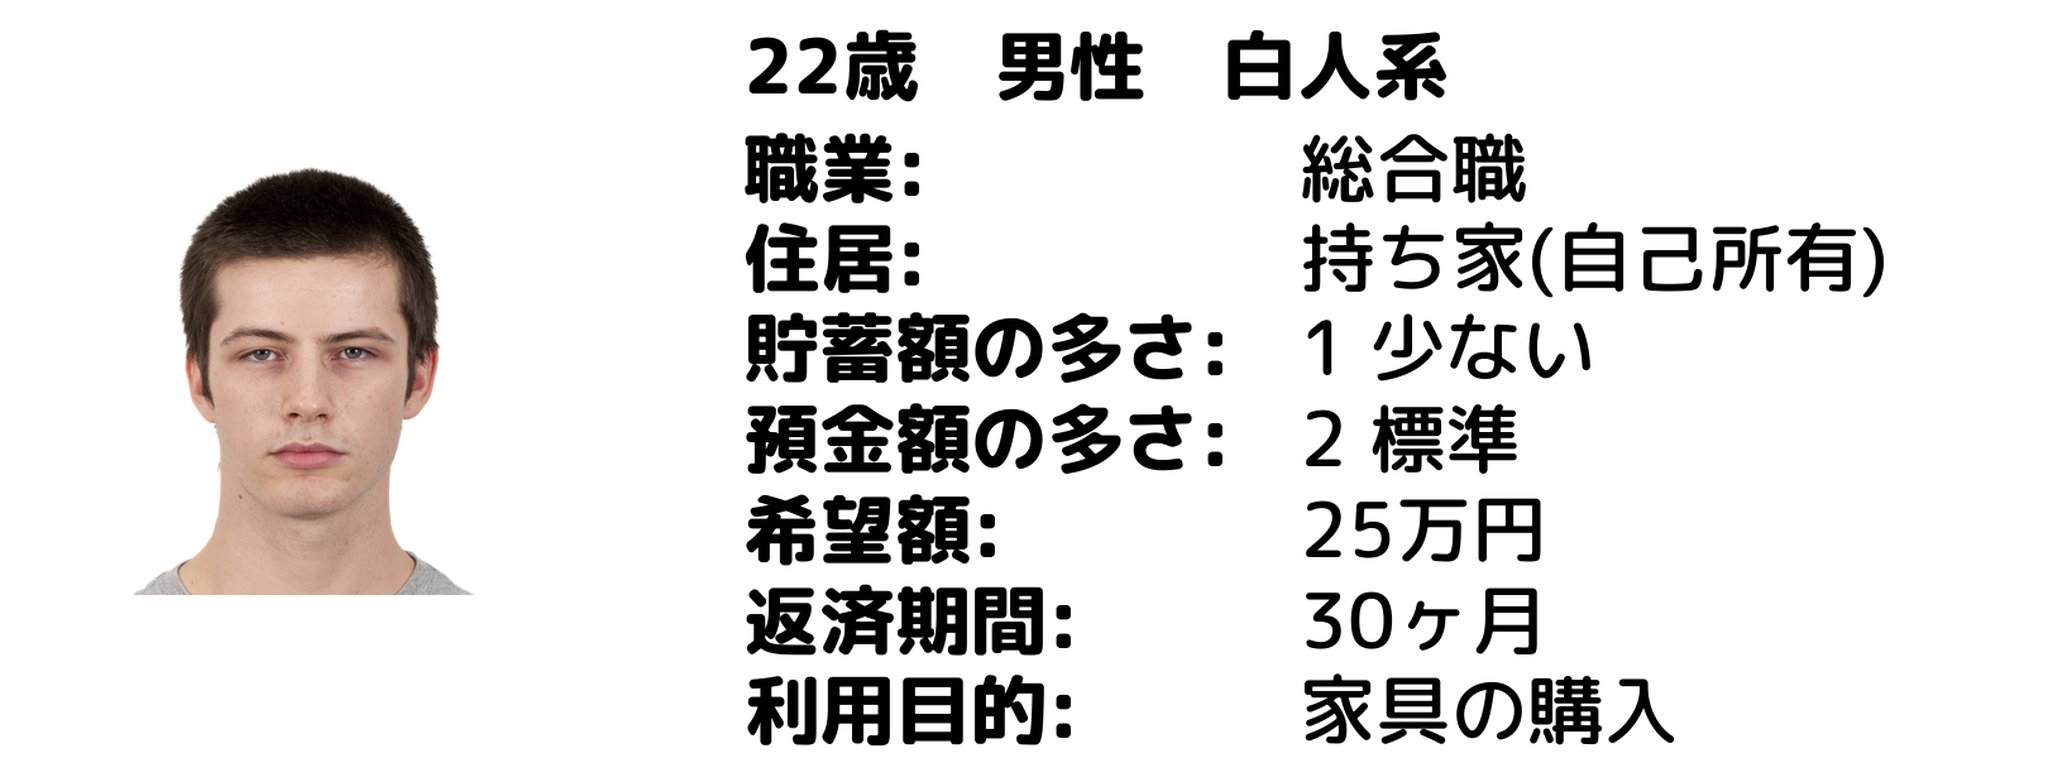 22歳　男性　白人系
職業: 総合職
住居: 持ち家(自己所有)
貯蓄額の多さ: 1 少ない
預金額の多さ: 2 標準
希望額: 25万円
返済期間: 30ヶ月
利用目的: 家具の購入